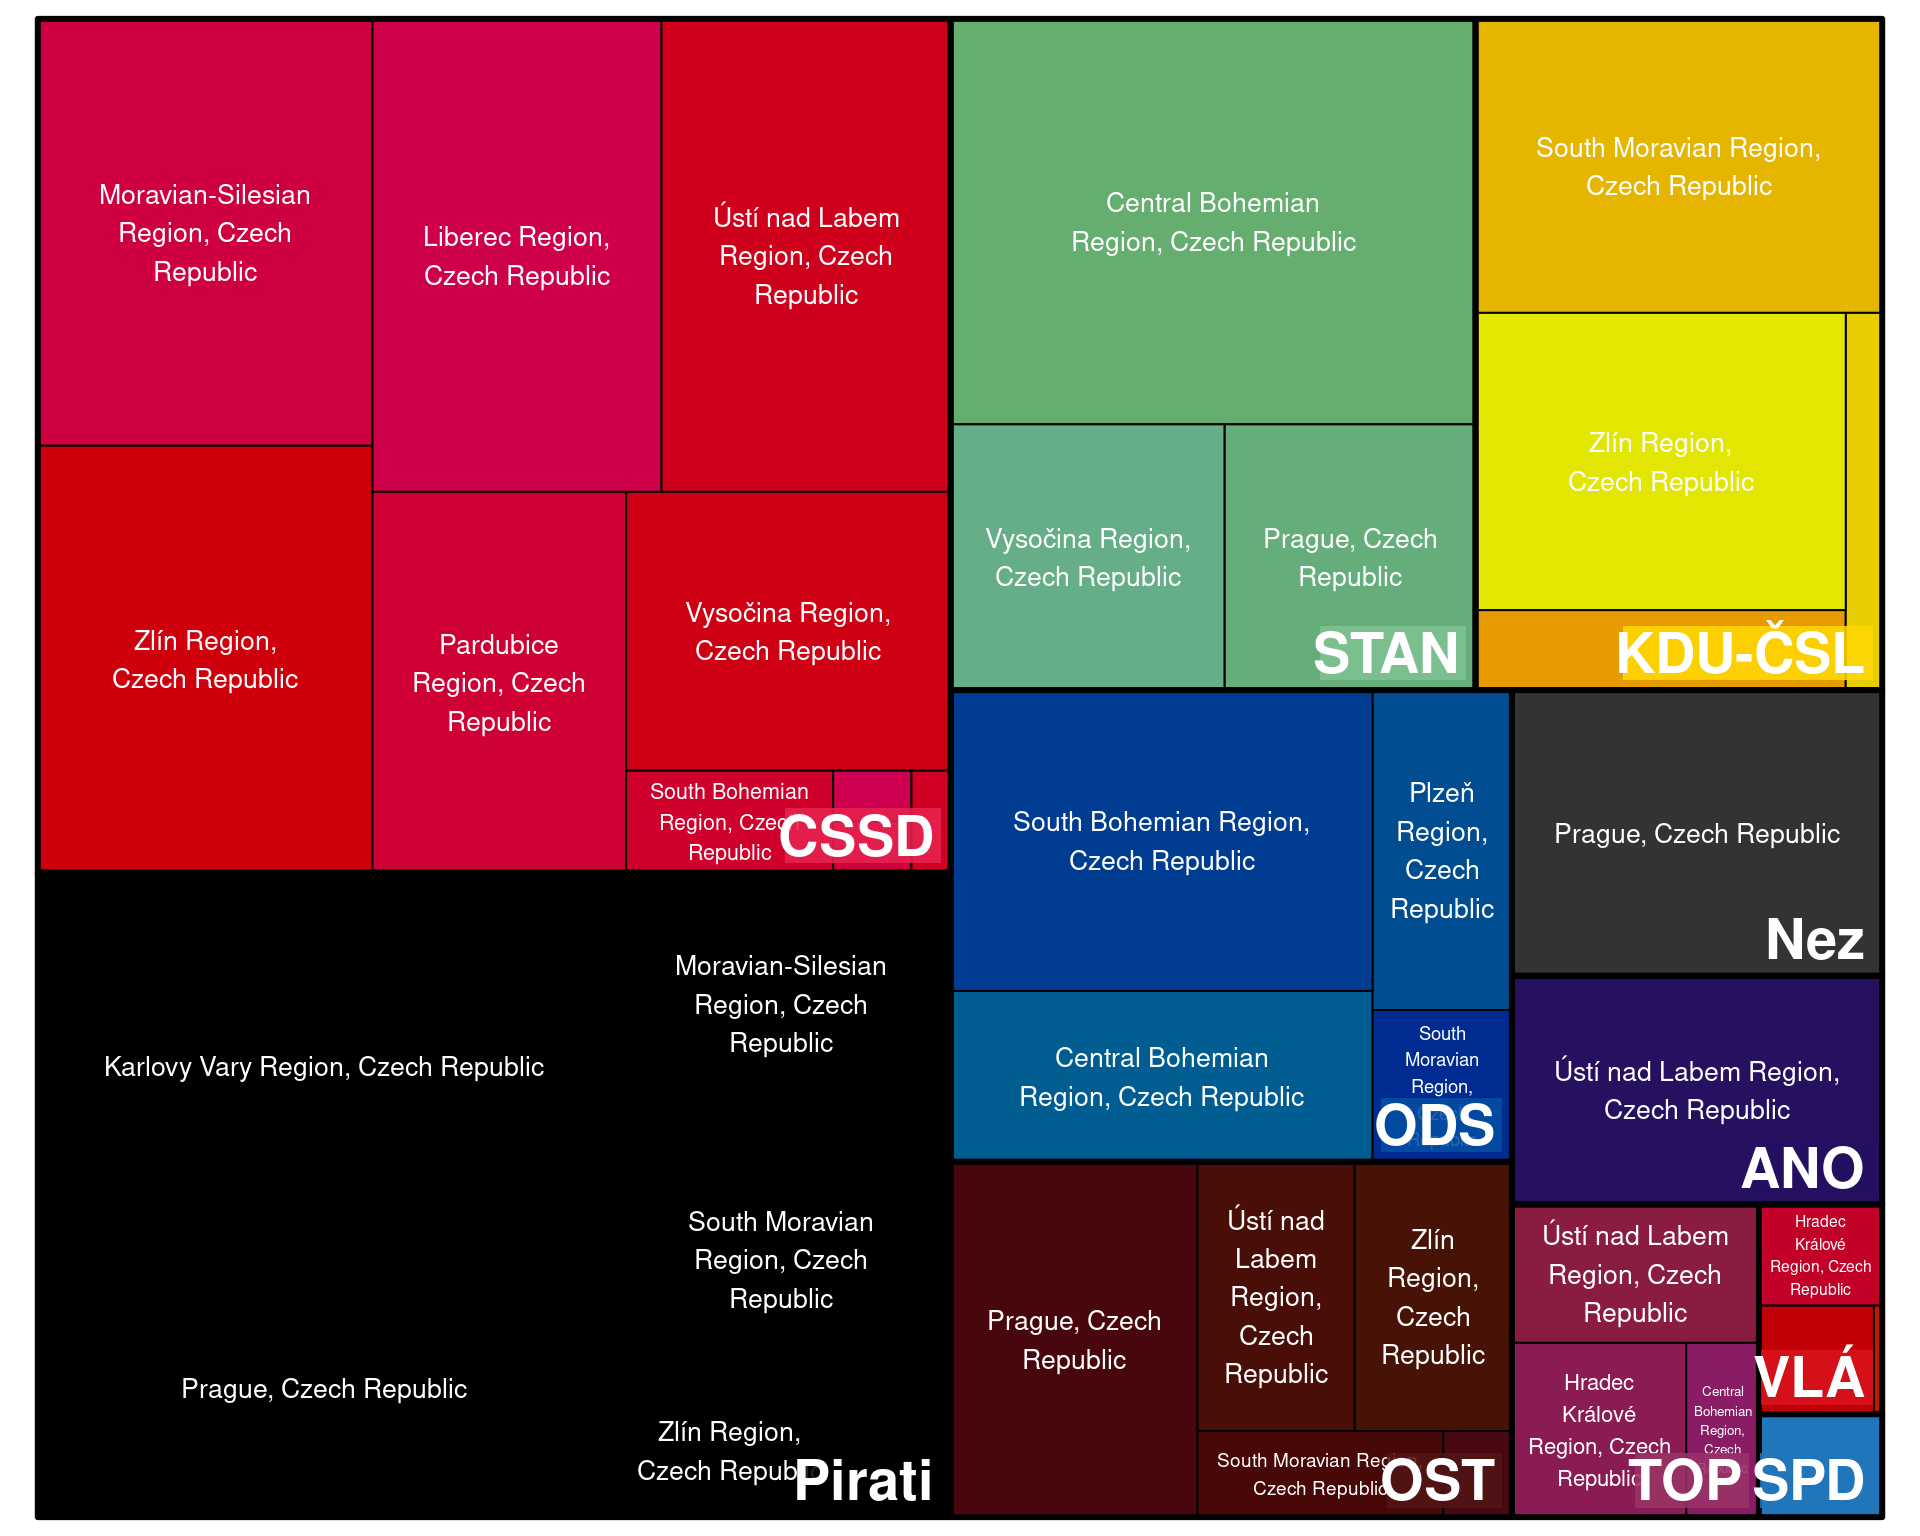 Moravian-Silesian
Region, Czech
Republic
Liberec Region,
Czech Republic
Ústí nad Labem
Region, Czech
Republic
Zlín Region,
Czech Republic
Pardubice
Region, Czech
Republic
Vysočina Region,
Czech Republic
South Bohemian
Region, Czech
Republic
CSSD
Central Bohemian
Region, Czech Republic
Vysočina Region,
Czech Republic
Prague, Czech
Republic
STAN
South Moravian Region,
Czech Republic
Zlín Region,
Czech Republic
KDU-ČSL
Karlovy Vary Region, Czech Republic
Moravian-Silesian
Region, Czech
Republic
South Moravian
Region, Czech
Republic
Prague, Czech Republic
Zlín Region,
Czech Republic
Pirati
South Bohemian Region,
Czech Republic
Plzeň
Region,
Czech
Republic
Central Bohemian
Region, Czech Republic
South
Moravian
Region,
ODS
Prague, Czech Republic
Nez
Ústí nad Labem Region,
Czech Republic
ANO
Prague, Czech
Republic
Ústí nad
Labem
Region,
Czech
Republic
Zlín
Region,
Czech
Republic
South Moravian Region,
Czech Republic
OST
Ústí nad Labem
Region, Czech
Republic
Hradec
Králové
Region, Czech
Republic
Central
Bohemian
Region,
Czech
TOP
Hradec
Králové
Region, Czech
Republic
VLÁ
SPD